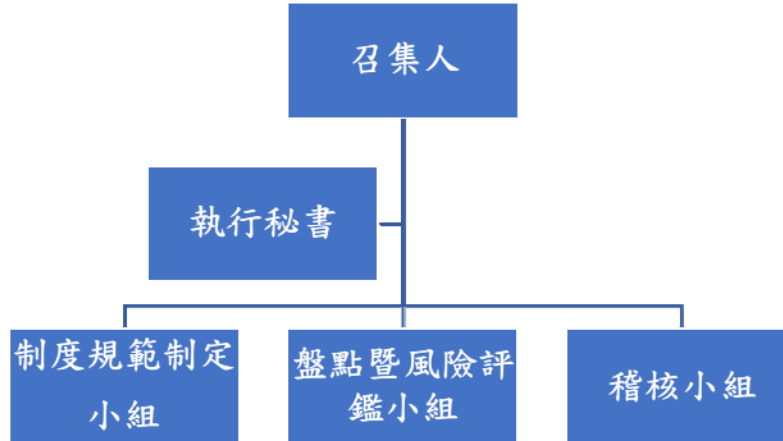 召集人
執行秘書
制度規範制定
小組
盤點暨風險評
鑑小組
稽核小組